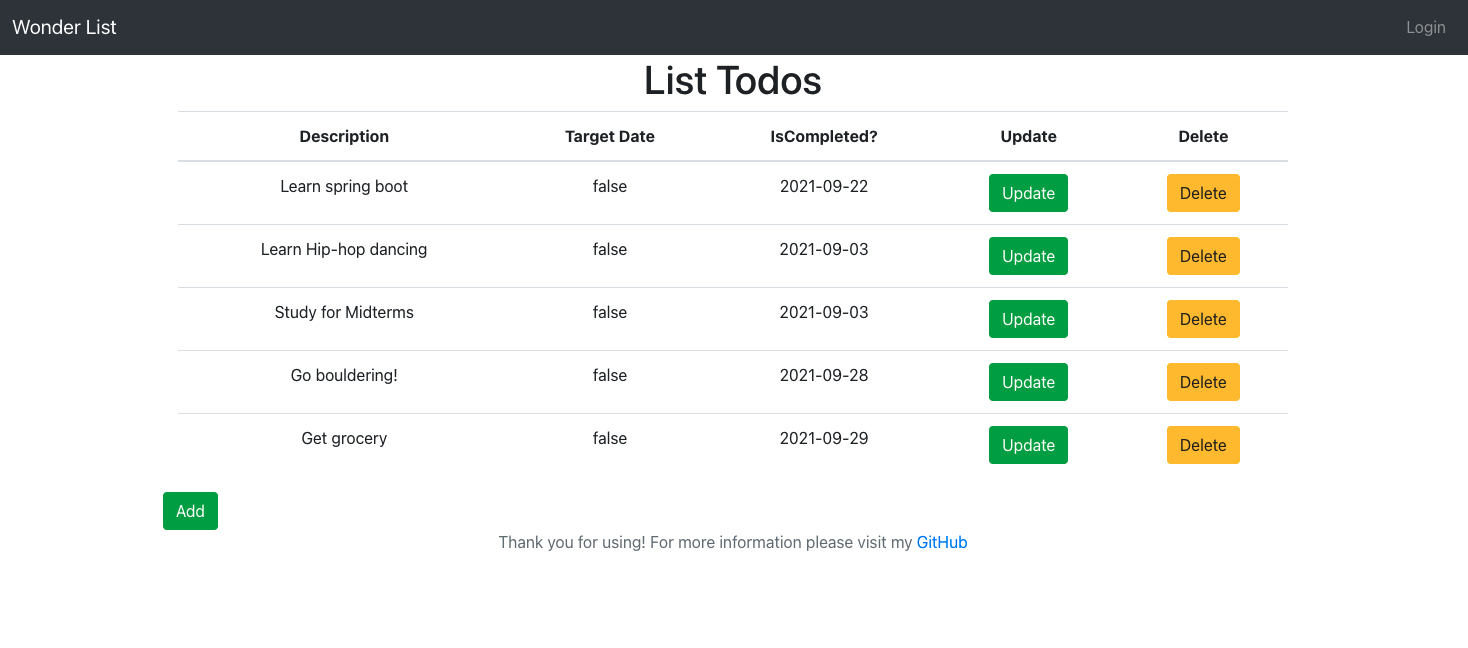 Wonder List Login
List Todos
Description Target Date IsCompleted? Update Delete
Learn spring boot false 2021-09-22 Update Delete
Learn Hip-hop dancing false 2021-09-03 Update Delete
Study for Midterms false 2021-09-03 Update Delete
Go bouldering! false 2021-09-28 Update Delete
Get grocery false 2021-09-29 Update Delete
Add
Thank you for using! For more information please visit my GitHub